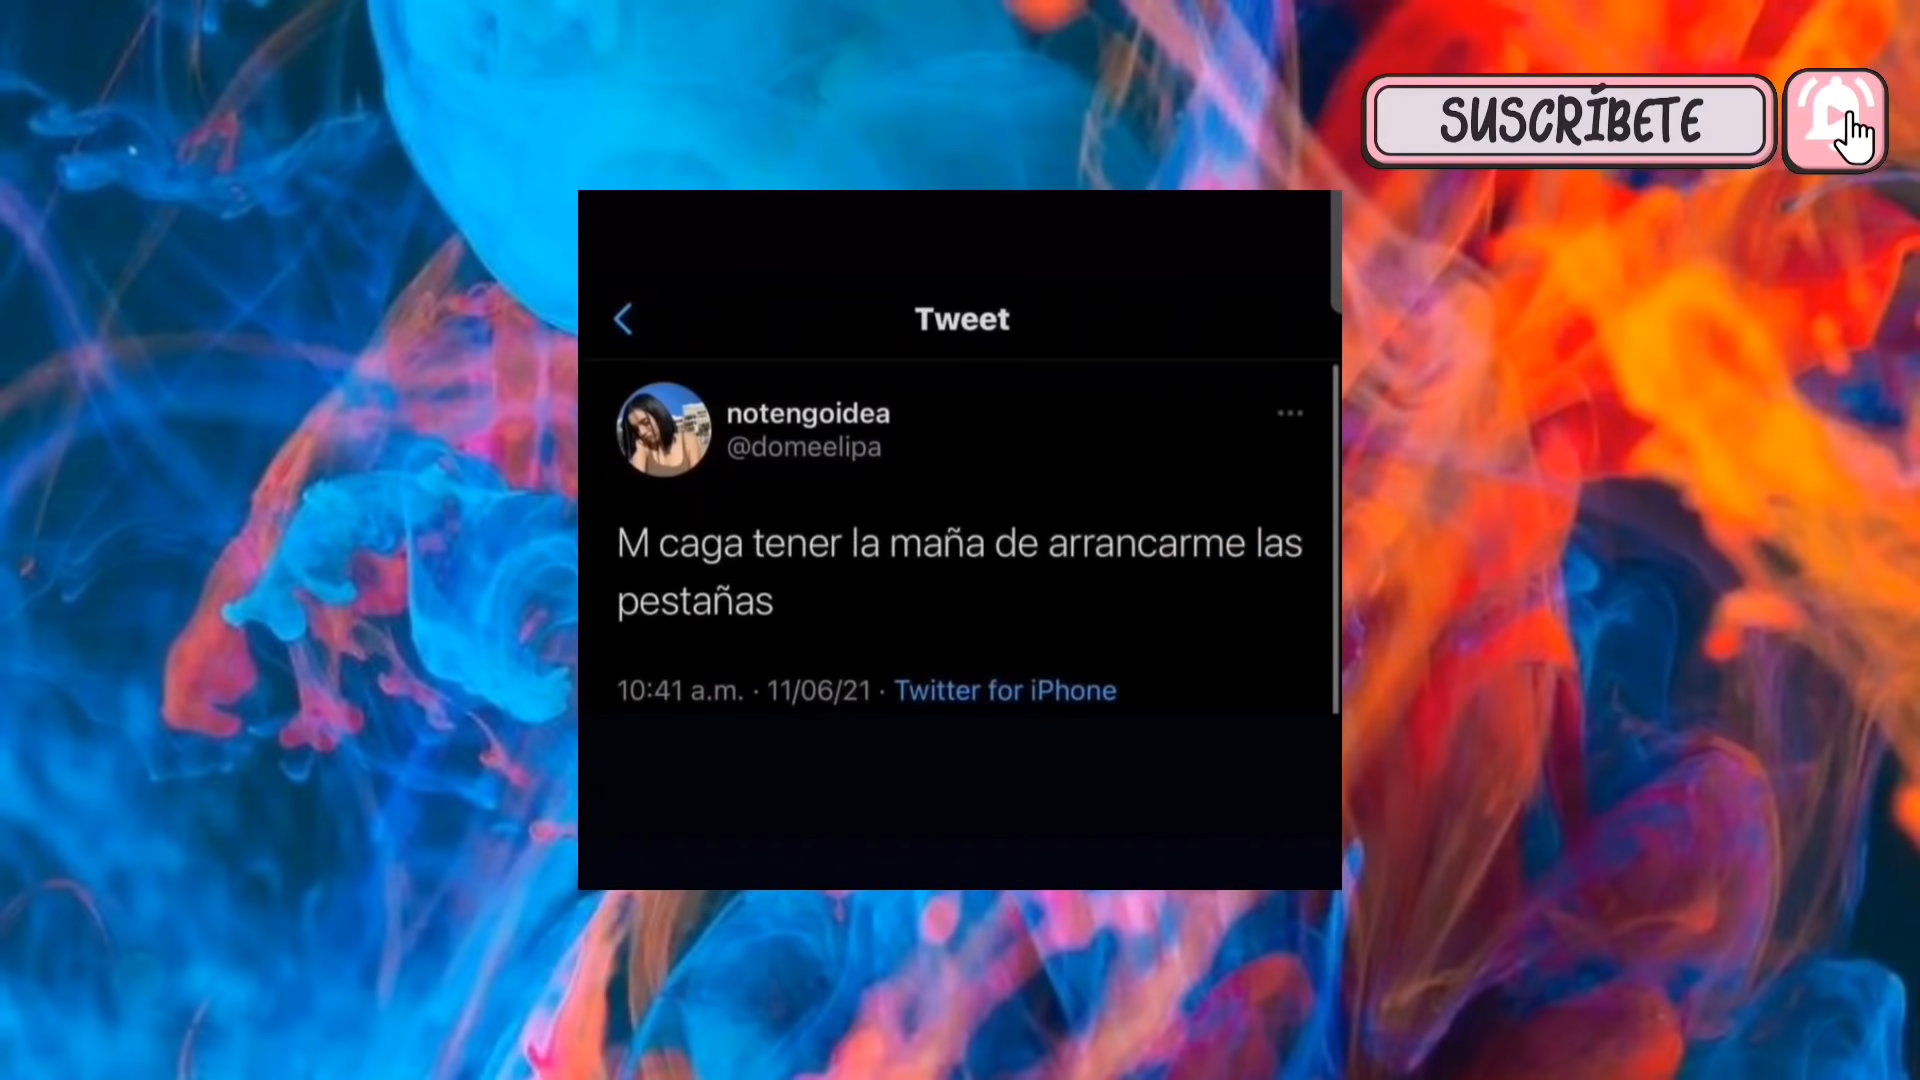 SUSCRÍBETE
Tweet
notengoidea
@domeelipa
M caga tener la maña de arrancarme las
pestañas
10:41 a.m. · 11/06/21 · Twitter for iPhone